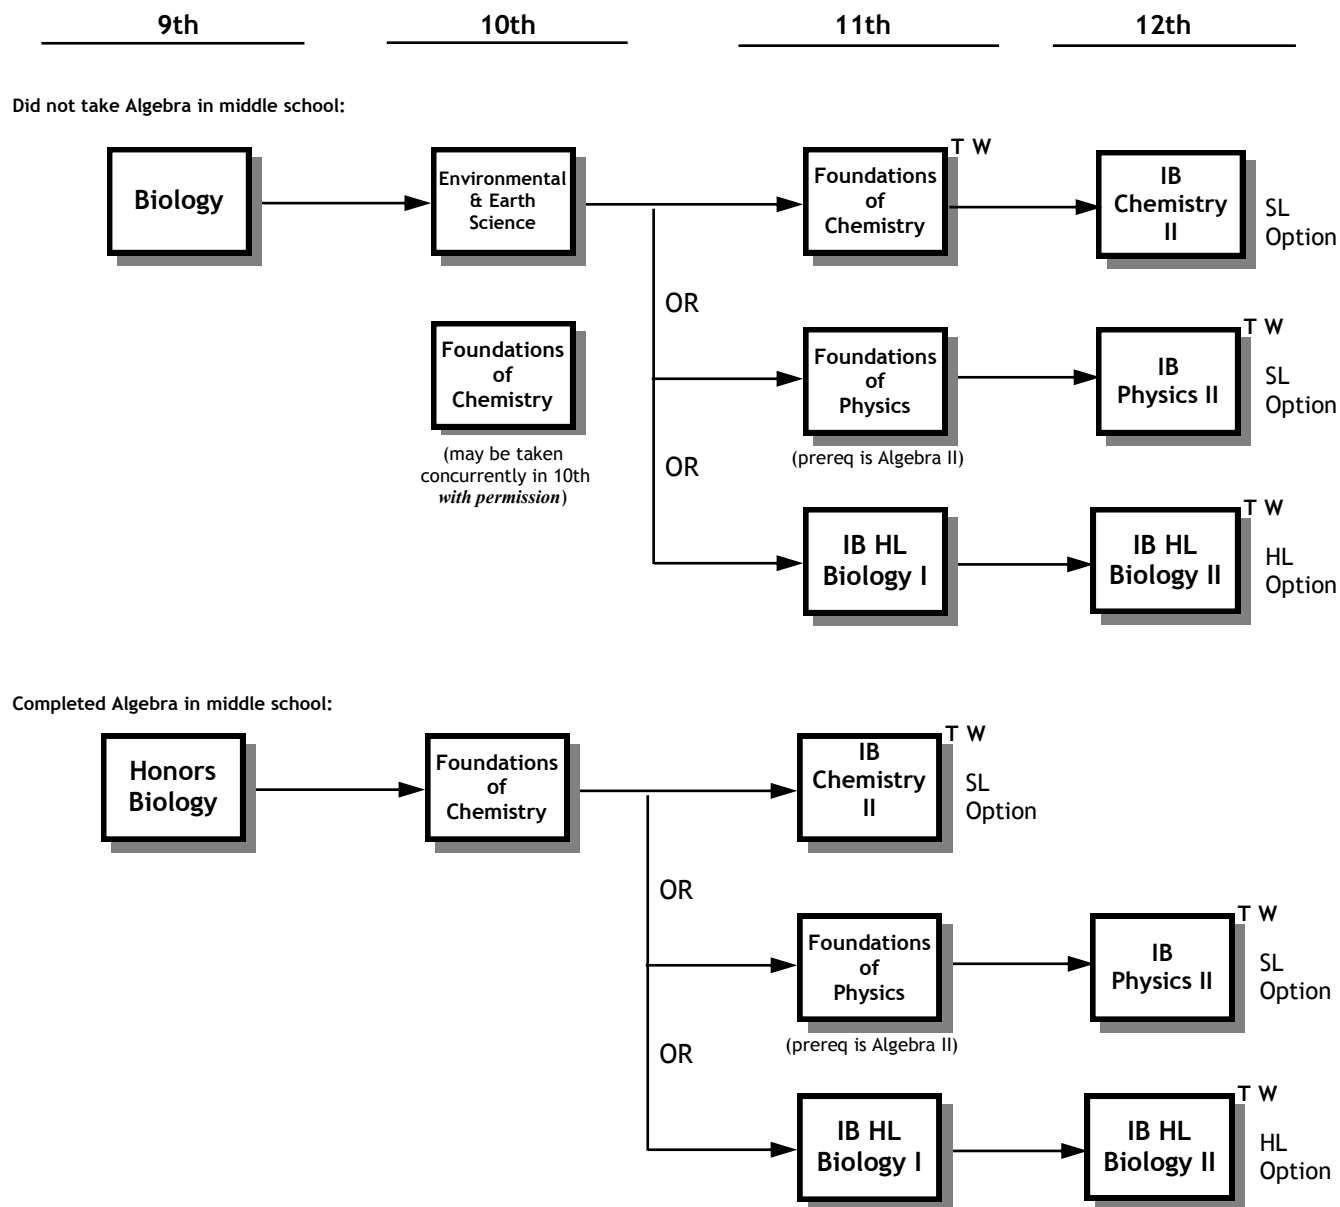 9th
10th
11th
12th
Did not take Algebra in middle school:
Biology
Environmental
& Earth
Science
Foundations
of
Chemistry
T W
IB
Chemistry
II
SL
Option
OR
Foundations
of
Chemistry
(may be taken
concurrently in 10th
with permission)
Foundations
of
Physics
(prereq is Algebra II)
IB
Physics II
T W
SL
Option
OR
IB HL
Biology I
IB HL
Biology II
T W
HL
Option
Completed Algebra in middle school:
Honors
Biology
Foundations
of
Chemistry
IB
Chemistry
II
T W
SL
Option
OR
Foundations
of
Physics
(prereq is Algebra II)
IB
Physics II
T W
SL
Option
OR
IB HL
Biology I
IB HL
Biology II
T W
HL
Option